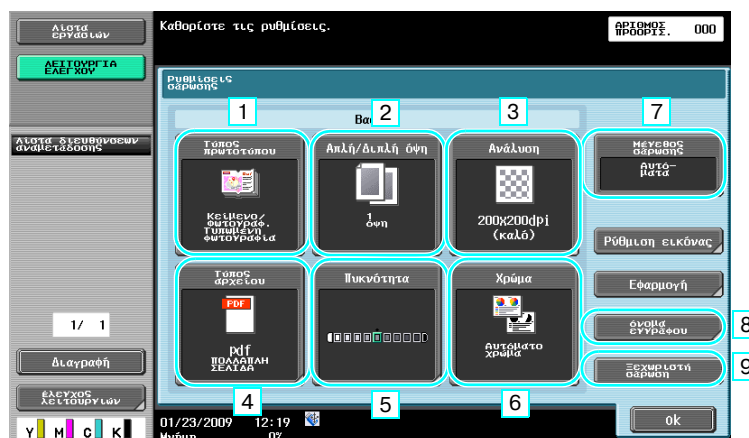 Λίστα
εργασιών
Καθορίστε τις ρυθμίσεις.
ΑΡΙΘΜΟΣ
ΠΡΟΟΡΙΣ.
000
ΛΕΙΤΟΥΡΓΙΑ
ΕΛΕΓΧΟΥ
Ρυθμίσεις
σάρωσης
1
2
3
7
Λίστα διευθύνσεων
αναμετάδοσης
Τύπος
πρωτοτύπου
Απλή/Διπλή όψη
Ανάλυση
Μέγεθος
σάρωσης
Αυτό-
ματα
Κείμενο/
φωτογραφ.
Τυπωμένη
φωτογραφία
1
όψη
200X200dpi
(καλό)
Ρύθμιση εικόνας
Τύπος
αρχείου
Πυκνότητα
Χρώμα
Εφαρμογή
PDF
pdf
ΠΟΛΛΑΠΛΗ
ΣΕΛΙΔΑ
Αυτόματο
χρώμα
όνομα
εγγράφου
8
1/ 1
Διαγραφή
Ξεχωριστή
σάρωση
9
έλεγχος
λειτουργιών
4
5
6
01/23/2009 12:19
ok
Y M C K
Μνήμη 0%